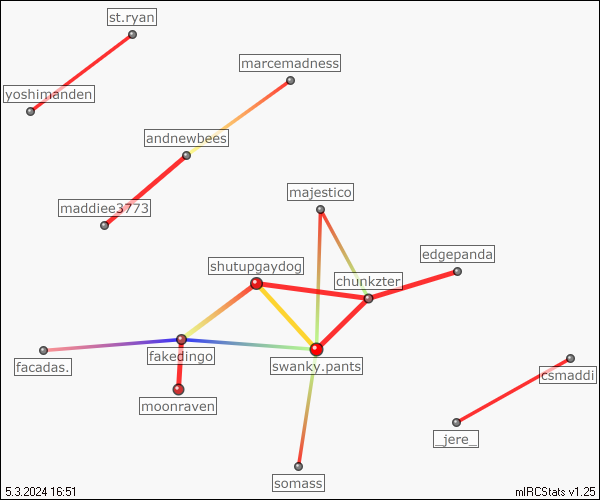 st.ryan
marcemadness
yoshimanden
andnewbees
majestico
maddiee3773
edgepanda
shutupgaydog
chunkzter
fakedingo
facadas.
swanky.pants
csmaddi
moonraven
_jere_
somass
5.3.2024 16:51
mIRCStats v1.25